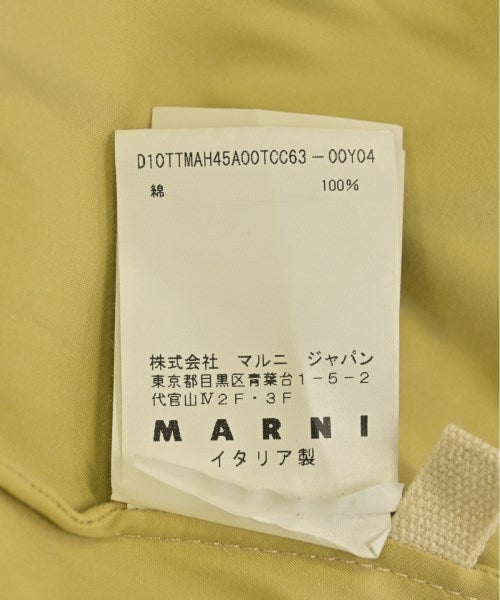 D10TTMAH45A00TCC63-00Y04
綿 100%
株式会社 マルニ ジャパン
東京都目黒区青葉台1-5-2
代官山Ⅳ2F・3F
MARNI
イタリア製